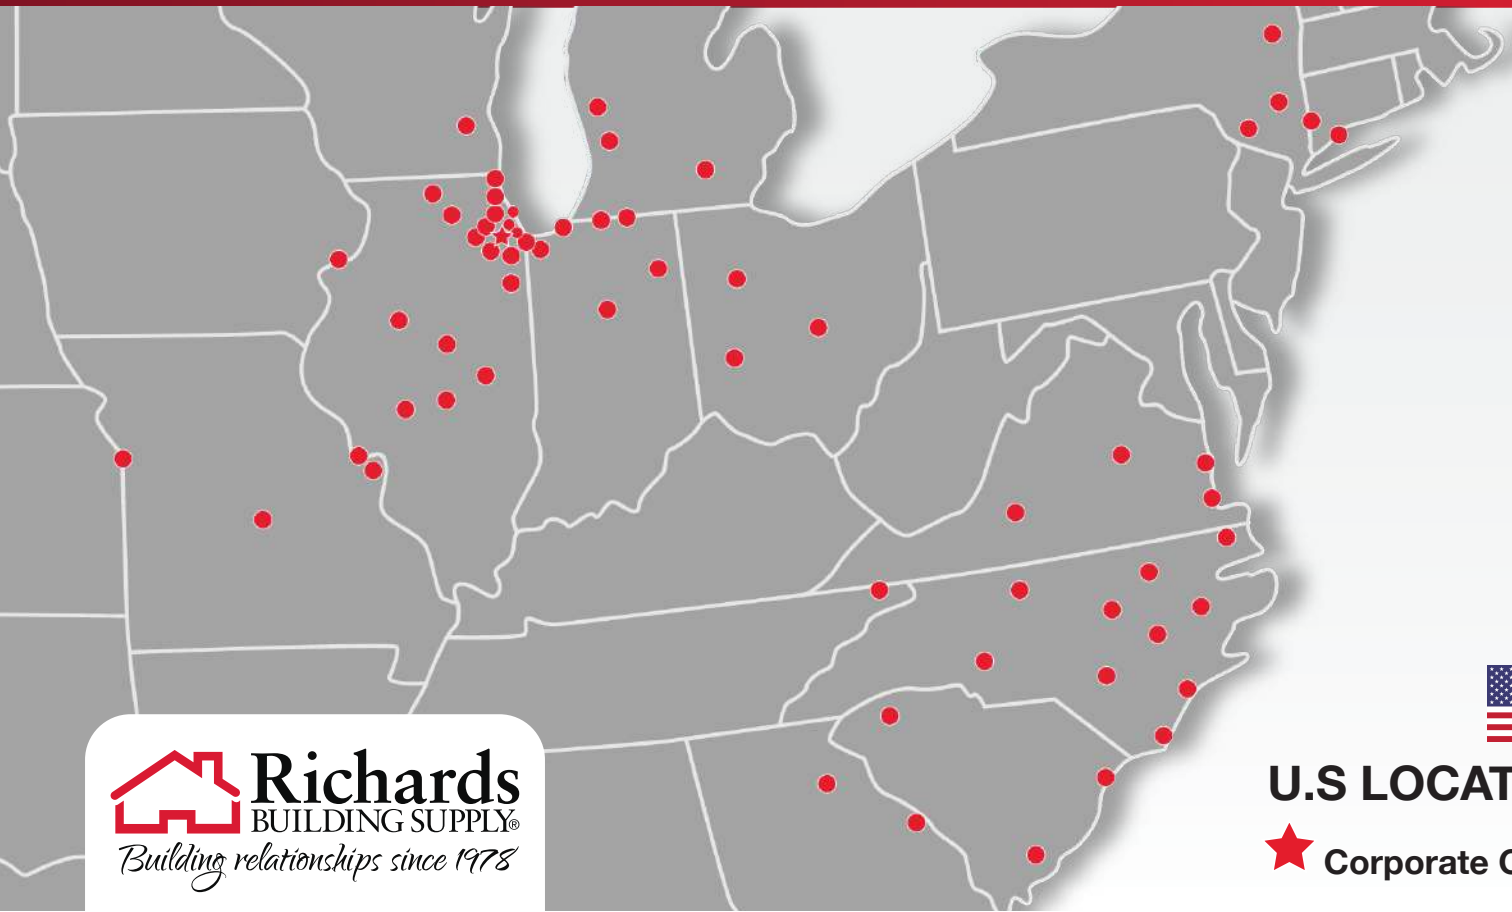 Richards
BUILDING SUPPLY®
Building relationships since 1978
U.S LOCAT
Corporate